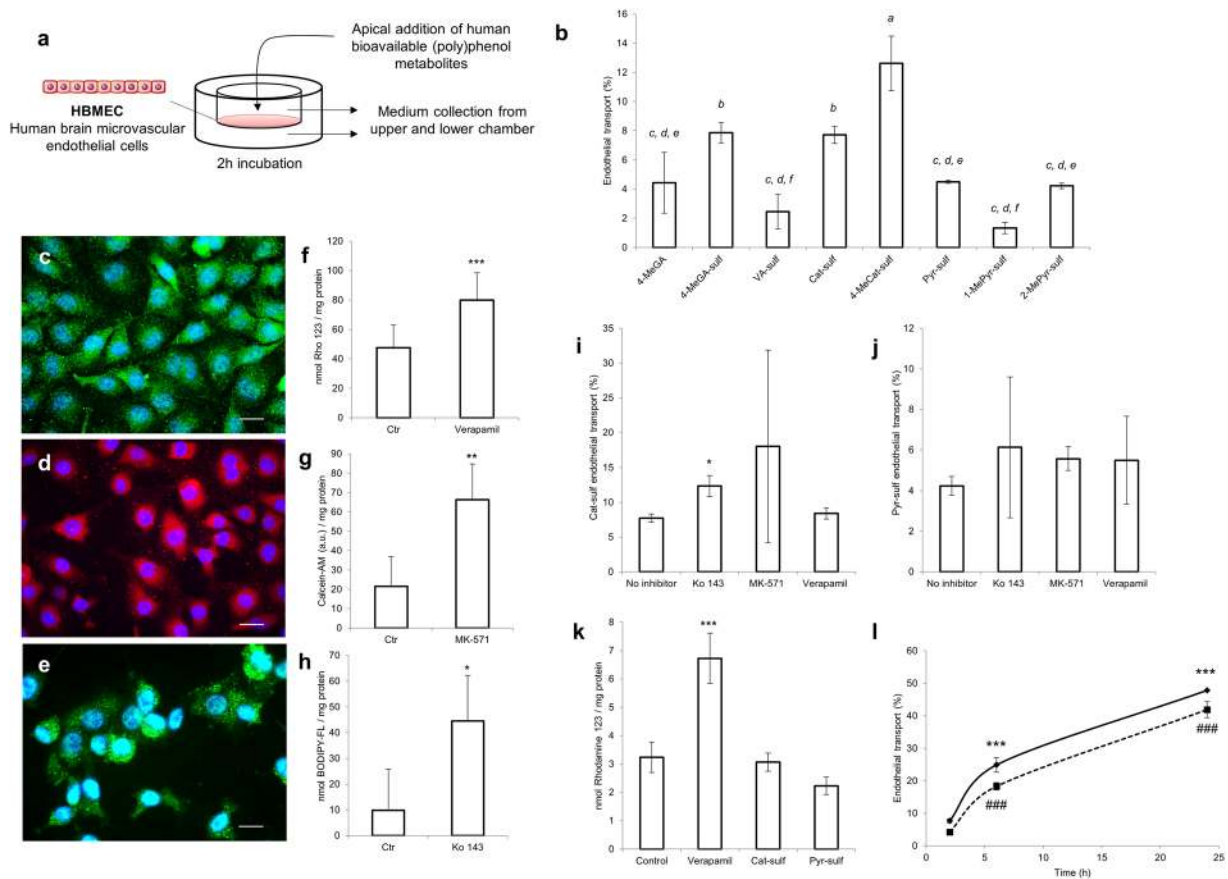 a
Apical addition of human
bioavailable (poly)phenol
metabolites
HBMEC
Human brain microvascular
endothelial cells
Medium collection from
upper and lower chamber
2h incubation
b
Endothelial transport (%)
16
14
12
10
8
6
4
2
0
c, d, e
b
c, d, f
b
a
c, d, e
c, d, f
c, d, e
4-MeGA
4-MeGA-sulf
VA-sulf
Cat-sulf
4-MeCat-sulf
Pyr-sulf
1-MePyr-sulf
2-MePyr-sulf
c
d
e
f
nmol Rho 123 / mg protein
120
100
80
60
40
20
0
***
Ctr
Verapamil
g
Calcein-AM (a.u.) / mg protein
90
80
70
60
50
40
30
20
10
0
**
Ctr
MK-571
h
nmol BODIPY-FL / mg protein
70
60
50
40
30
20
10
0
*
Ctr
Ko 143
i
Cat-sulf endothelial transport (%)
35
30
25
20
15
10
5
0
*
No inhibitor
Ko 143
MK-571
Verapamil
j
Pyr-sulf endothelial transport (%)
12
10
8
6
4
2
0
No inhibitor
Ko 143
MK-571
Verapamil
k
nmol Rhodamine 123 / mg protein
9
8
7
6
5
4
3
2
1
0
***
Control
Verapamil
Cat-sulf
Pyr-sulf
l
Endothelial transport (%)
60
50
40
30
20
10
0
***
###
***
###
0
5
10
15
20
25
Time (h)